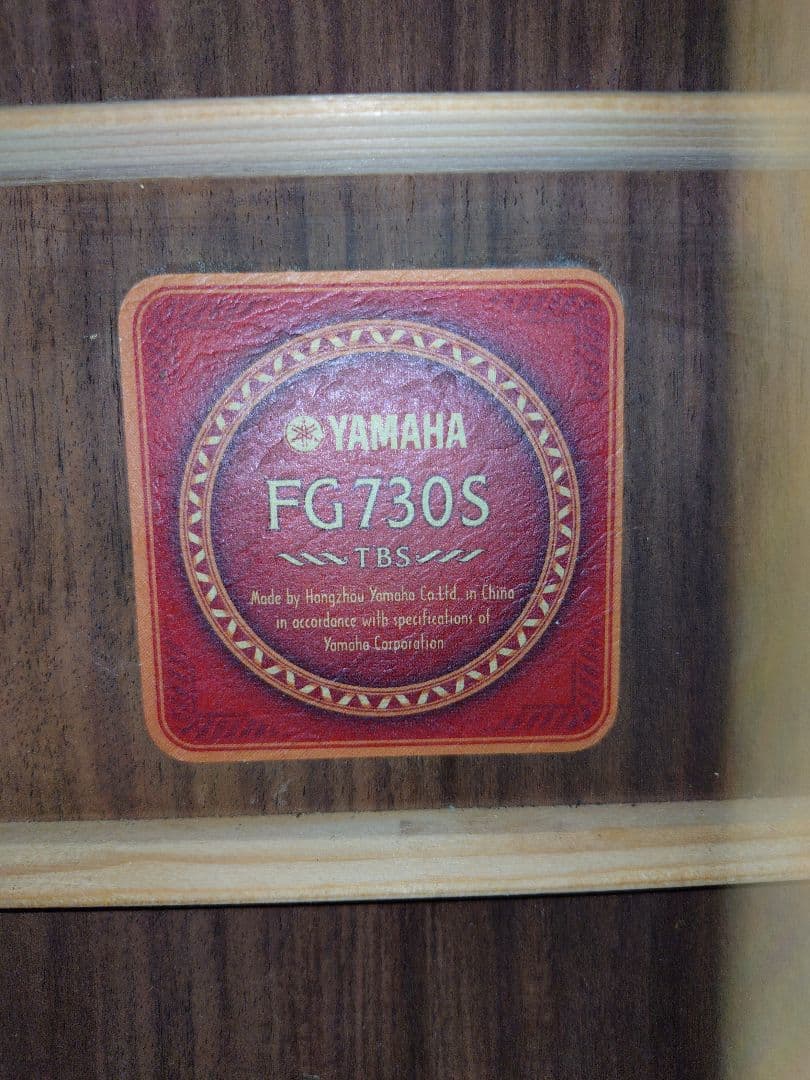 YAMAHA
FG730S
TBS
Made by Hangzhou Yamaha Co.Ltd, in China
in accordance with specifications of
Yamaha Corporation